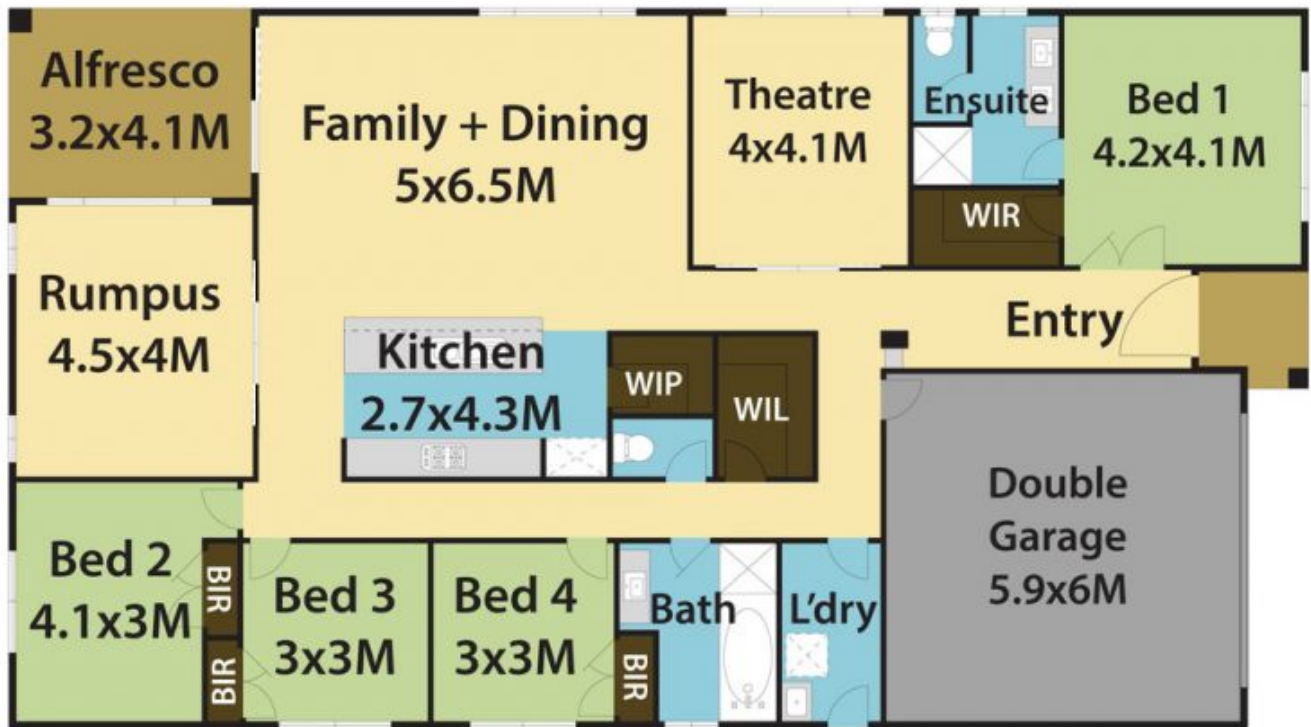 Alfresco
3.2x4.1M
Family + Dining
5x6.5M
Theatre
4x4.1M
Ensuite
Bed 1
4.2x4.1M
WIR
Rumpus
4.5x4M
Entry
Kitchen
2.7x4.3M
WIP
WIL
Double
Garage
5.9x6M
Bed 2
4.1x3M
BIR
BIR
Bed 3
3x3M
Bed 4
3x3M
BIR
Bath
L'dry